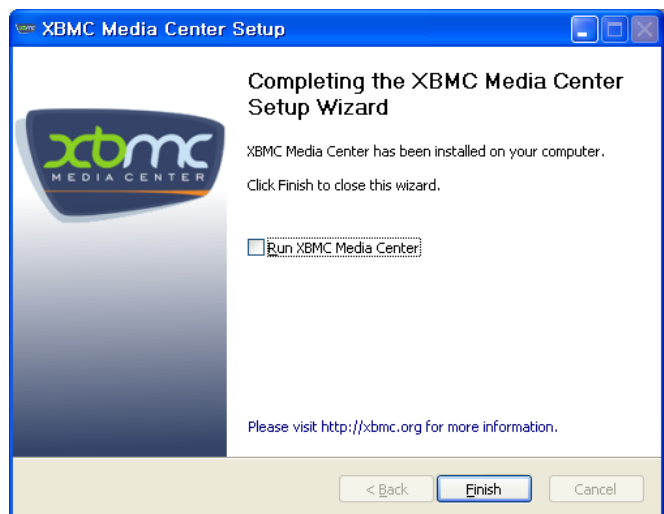 XBMC Media Center Setup
Completing the XBMC Media Center
Setup Wizard
xbmc
MEDIA CENTER
XBMC Media Center has been installed on your computer.
Click Finish to close this wizard.
Run XBMC Media Center
Please visit http://xbmc.org for more information.
< Back
Finish
Cancel